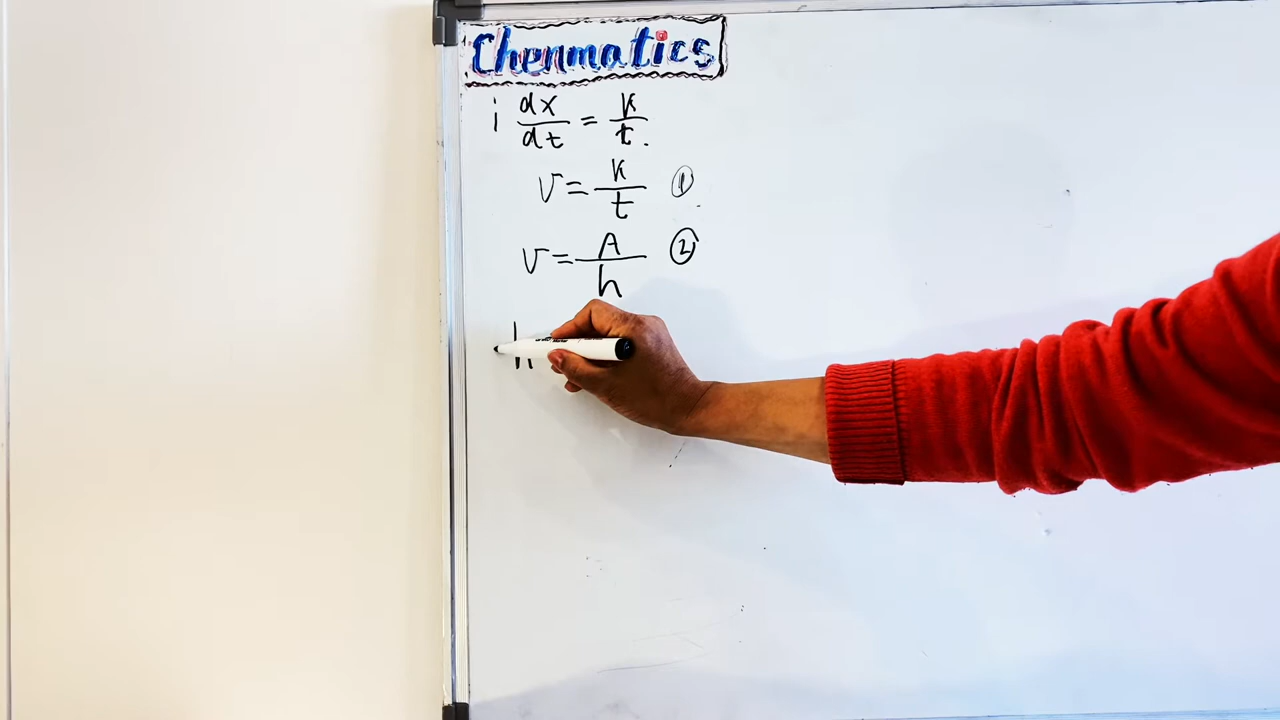 Chenmatics
i dx/dt = k/t.
v = k/t ①.
v = A/h ②
h